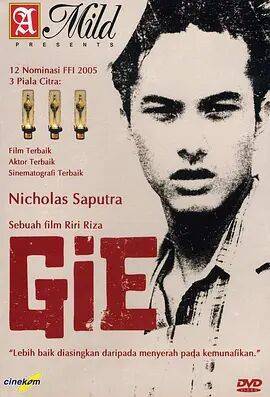 A Mild
PRESENTS
12 Nominasi FFI 2005
3 Piala Citra:
Film Terbaik
Aktor Terbaik
Sinematografi Terbaik
Nicholas Saputra
Sebuah film Riri Riza
GiE
"Lebih baik diasingkan daripada menyerah pada kemunafikan."
cinekom
DVD
VIDEO